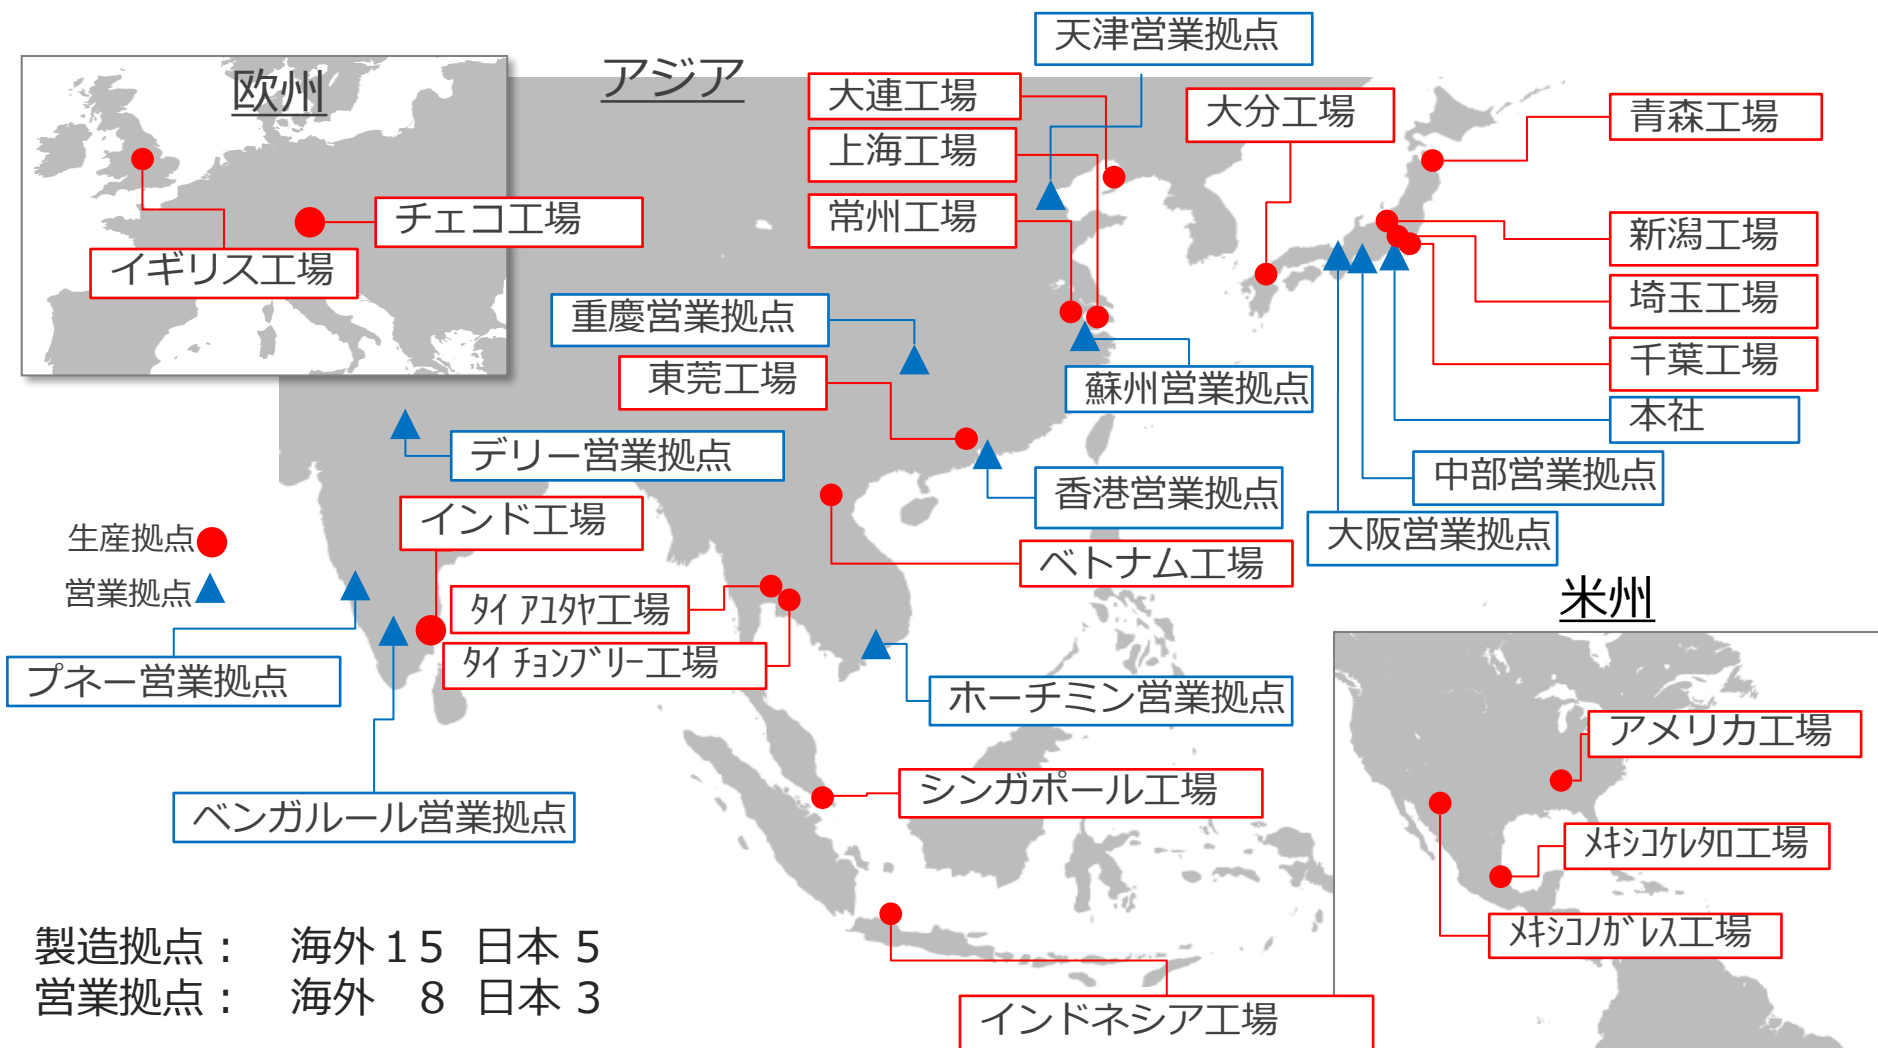 天津営業拠点
欧州
アジア
大連工場
大分工場
青森工場
上海工場
常州工場
チェコ工場
新潟工場
イギリス工場
埼玉工場
重慶営業拠点
千葉工場
東莞工場
蘇州営業拠点
本社
デリー営業拠点
中部営業拠点
香港営業拠点
インド工場
大阪営業拠点
生産拠点
ベトナム工場
営業拠点
ﾀｲ ｱﾕﾀﾔ工場
米州
ﾀｲ ﾁｮﾝﾌﾞﾘｰ工場
プネー営業拠点
ホーチミン営業拠点
アメリカ工場
シンガポール工場
ベンガルール営業拠点
ﾒｷｼｺｹﾚﾀﾛ工場
ﾒｷｼｺﾉｶﾞﾚｽ工場
製造拠点： 海外１５ 日本 5
営業拠点： 海外 8 日本 3
インドネシア工場